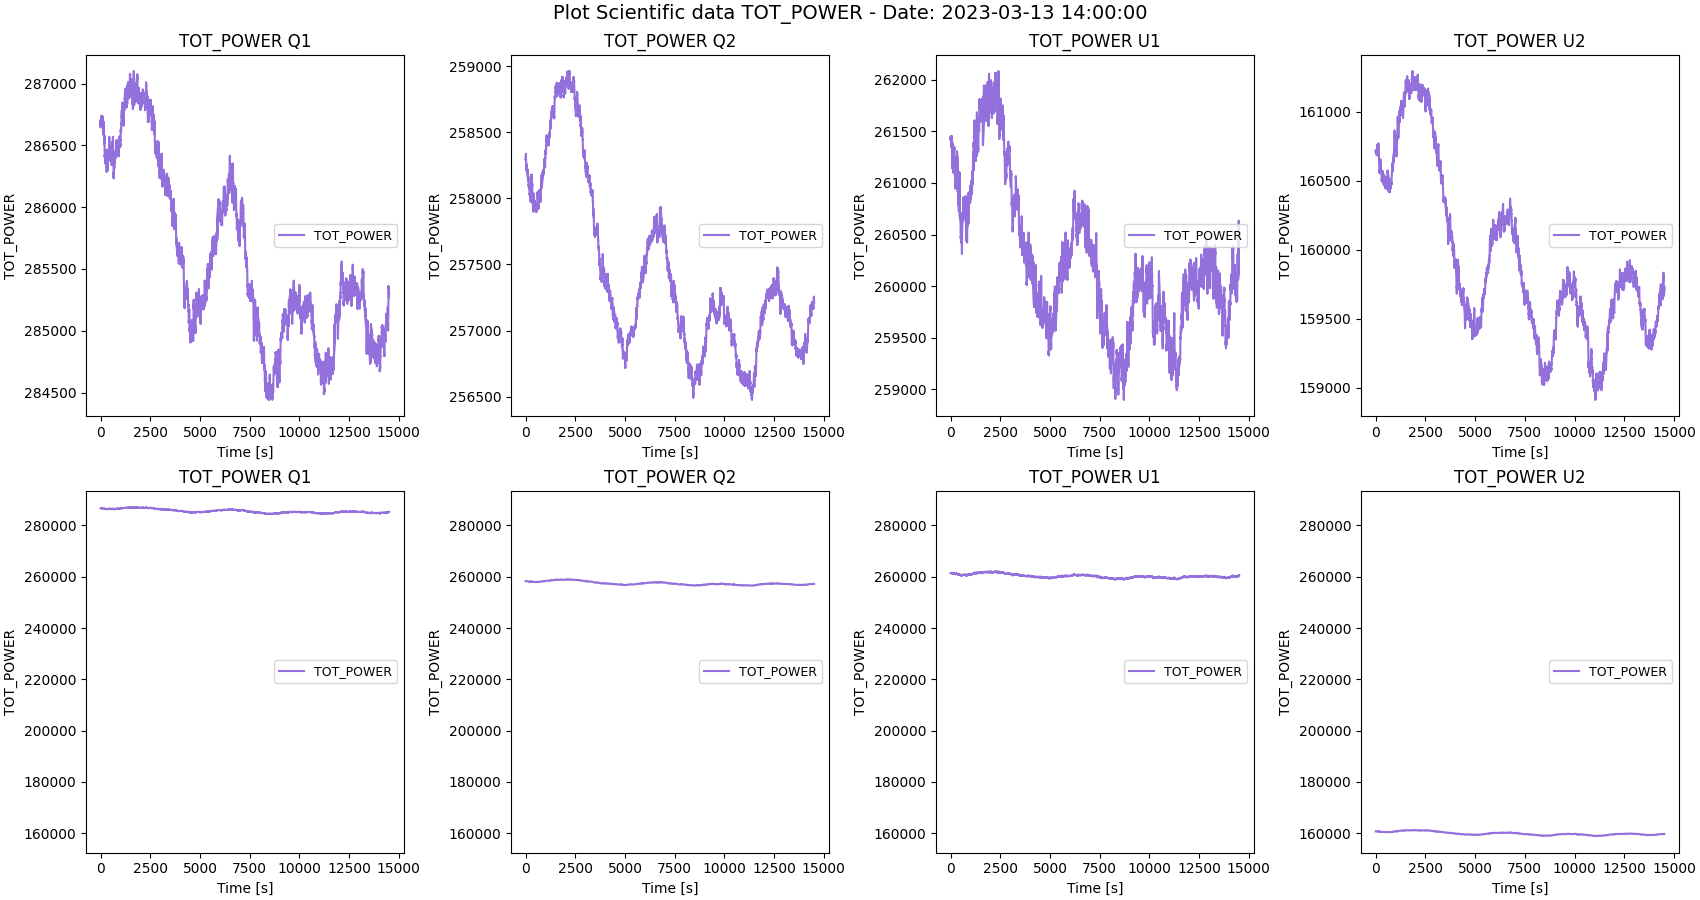 Plot Scientific data TOT_POWER - Date: 2023-03-13 14:00:00
TOT_POWER Q1
TOT_POWER
287000
286500
286000
285500
285000
284500
TOT_POWER
0 2500 5000 7500 10000 12500 15000
Time [s]
TOT_POWER Q2
TOT_POWER
259000
258500
258000
257500
257000
256500
TOT_POWER
0 2500 5000 7500 10000 12500 15000
Time [s]
TOT_POWER U1
TOT_POWER
262000
261500
261000
260500
260000
259500
259000
TOT_POWER
0 2500 5000 7500 10000 12500 15000
Time [s]
TOT_POWER U2
TOT_POWER
161000
160500
160000
159500
159000
TOT_POWER
0 2500 5000 7500 10000 12500 15000
Time [s]
TOT_POWER Q1
TOT_POWER
280000
260000
240000
220000
200000
180000
160000
TOT_POWER
0 2500 5000 7500 10000 12500 15000
Time [s]
TOT_POWER Q2
TOT_POWER
280000
260000
240000
220000
200000
180000
160000
TOT_POWER
0 2500 5000 7500 10000 12500 15000
Time [s]
TOT_POWER U1
TOT_POWER
280000
260000
240000
220000
200000
180000
160000
TOT_POWER
0 2500 5000 7500 10000 12500 15000
Time [s]
TOT_POWER U2
TOT_POWER
280000
260000
240000
220000
200000
180000
160000
TOT_POWER
0 2500 5000 7500 10000 12500 15000
Time [s]